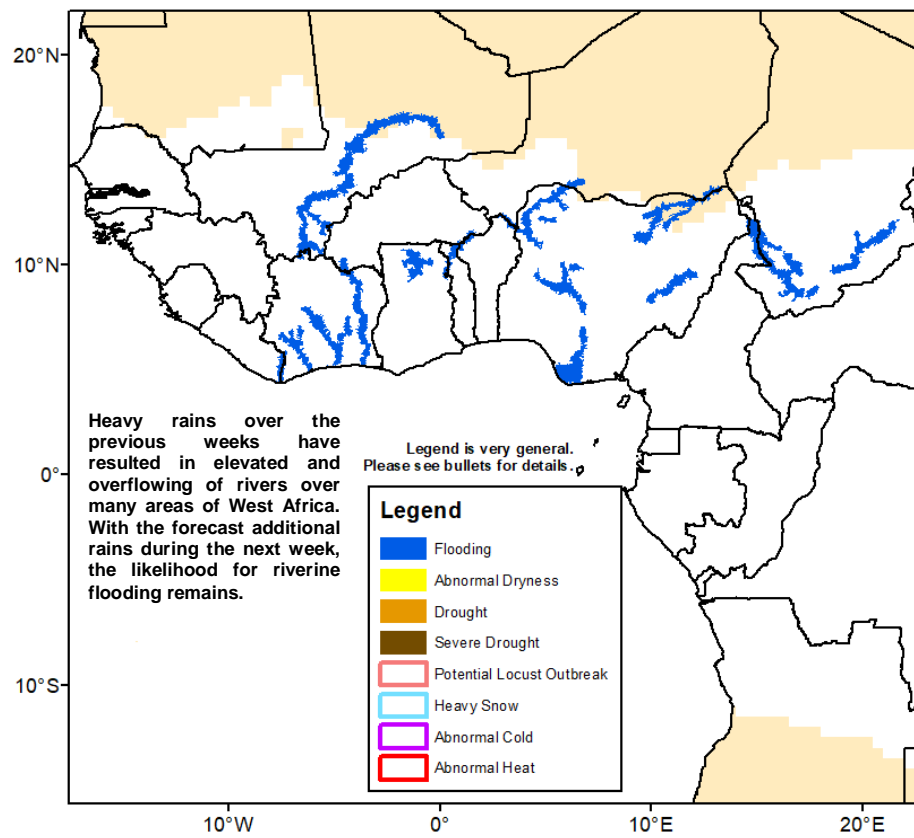 20°N
10°N
Heavy rains over the
previous weeks have
resulted in elevated and
overflowing of rivers over
many areas of West Africa.
With the forecast additional
rains during the next week,
the likelihood for riverine
flooding remains.
Legend is very general.
Please see bullets for details.
0°
Legend
Flooding
Abnormal Dryness
Drought
Severe Drought
Potential Locust Outbreak
Heavy Snow
Abnormal Cold
Abnormal Heat
10°S
10°W
0°
10°E
20°E